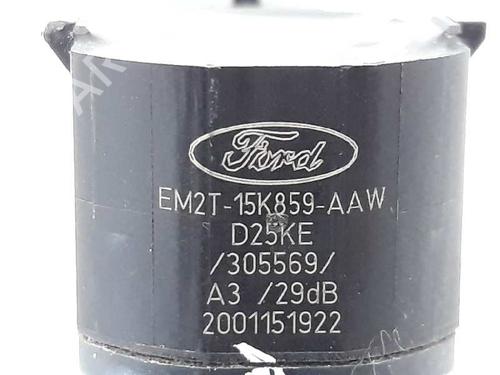 Ford
EM2T-15K859-AAW
D25KE
/305569/
A3 /29dB
2001151922